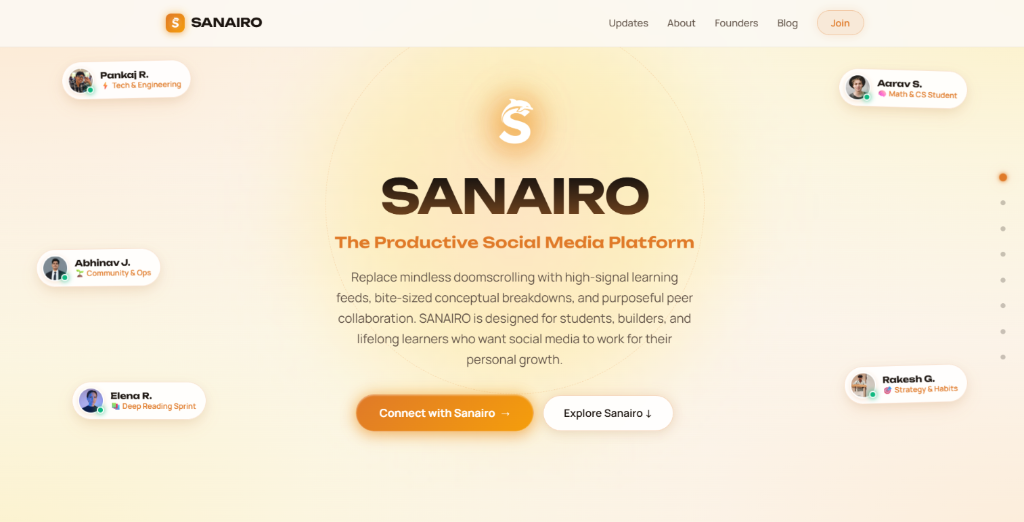 SANAIRO
Updates
About
Founders
Blog
Join
Pankaj R.
Tech & Engineering
Aarav S.
Math & CS Student
S
SANAIRO
The Productive Social Media Platform
Abhinav J.
Community & Ops
Replace mindless doomscrolling with high-signal learning
feeds, bite-sized conceptual breakdowns, and purposeful peer
collaboration. SANAIRO is designed for students, builders, and
lifelong learners who want social media to work for their
personal growth.
Elena R.
Deep Reading Sprint
Rakesh G.
Strategy & Habits
Connect with Sanairo →
Explore Sanairo ↓